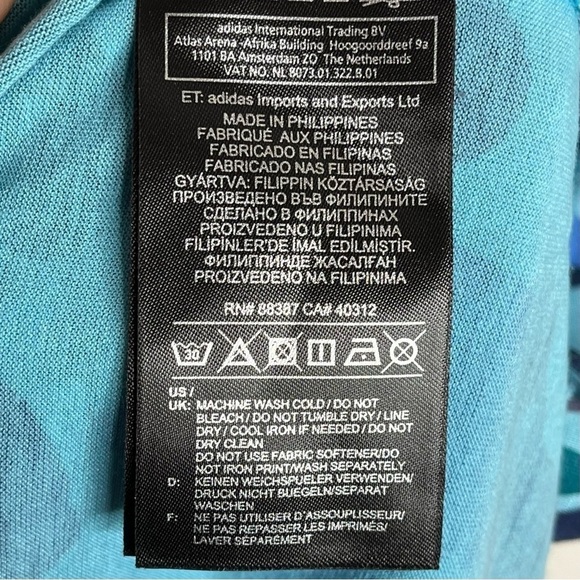 adidas International Trading BV
Atlas Arena -Afrika Building Hoogoorddreef 9a
1101 BA Amsterdam ZO The Netherlands
VAT NO. NL 8073.01.322.B.01
ET: adidas Imports and Exports Ltd
MADE IN PHILIPPINES
FABRIQUÉ AUX PHILIPPINES
FABRICADO EN FILIPINAS
FABRICADO NAS FILIPINAS
GYÁRTVA: FILIPPIN KÖZTÁRSASÁG
ПРОИЗВЕДЕНО ВЪВ ФИЛИПИНИТЕ
СДЕЛАНО В ФИЛИППИНАХ
PROIZVEDENO U FILIPINIMA
FİLİPİNLER'DE İMAL EDİLMİŞTİR.
ФИЛИППИНДЕ ЖАСАЛҒАН
PROIZVEDENO NA FILIPINIMA
RN# 88387 CA# 40312
30
US /
UK: MACHINE WASH COLD / DO NOT
BLEACH / DO NOT TUMBLE DRY / LINE
DRY / COOL IRON IF NEEDED / DO NOT
DRY CLEAN
DO NOT USE FABRIC SOFTENER/DO
NOT IRON PRINT/WASH SEPARATELY
D: KEINEN WEICHSPUELER VERWENDEN/
DRUCK NICHT BUEGELN/SEPARAT
WASCHEN
F: NE PAS UTILISER D'ASSOUPLISSEUR/
NE PAS REPASSER LES IMPRIMÉS/
LAVER SÉPARÉMENT